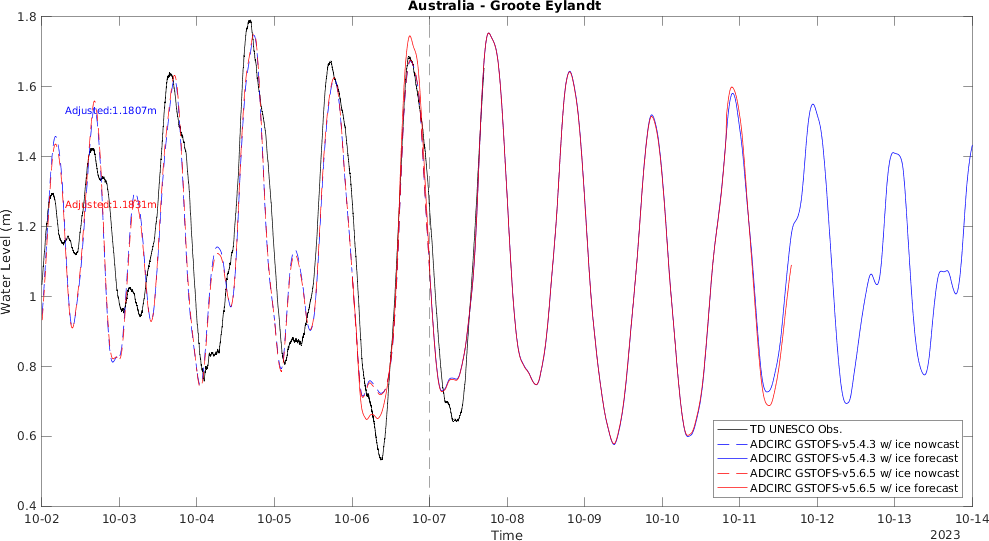 Australia - Groote Eylandt
Water Level (m)
1.8
1.6
1.4
1.2
1
0.8
0.6
0.4
Adjusted:1.1807m
Adjusted:1.1831m
TD UNESCO Obs.
ADCIRC GSTOFS-v5.4.3 w/ ice nowcast
ADCIRC GSTOFS-v5.4.3 w/ ice forecast
ADCIRC GSTOFS-v5.6.5 w/ ice nowcast
ADCIRC GSTOFS-v5.6.5 w/ ice forecast
10-02 10-03 10-04 10-05 10-06 10-07 10-08 10-09 10-10 10-11 10-12 10-13 10-14
Time
2023